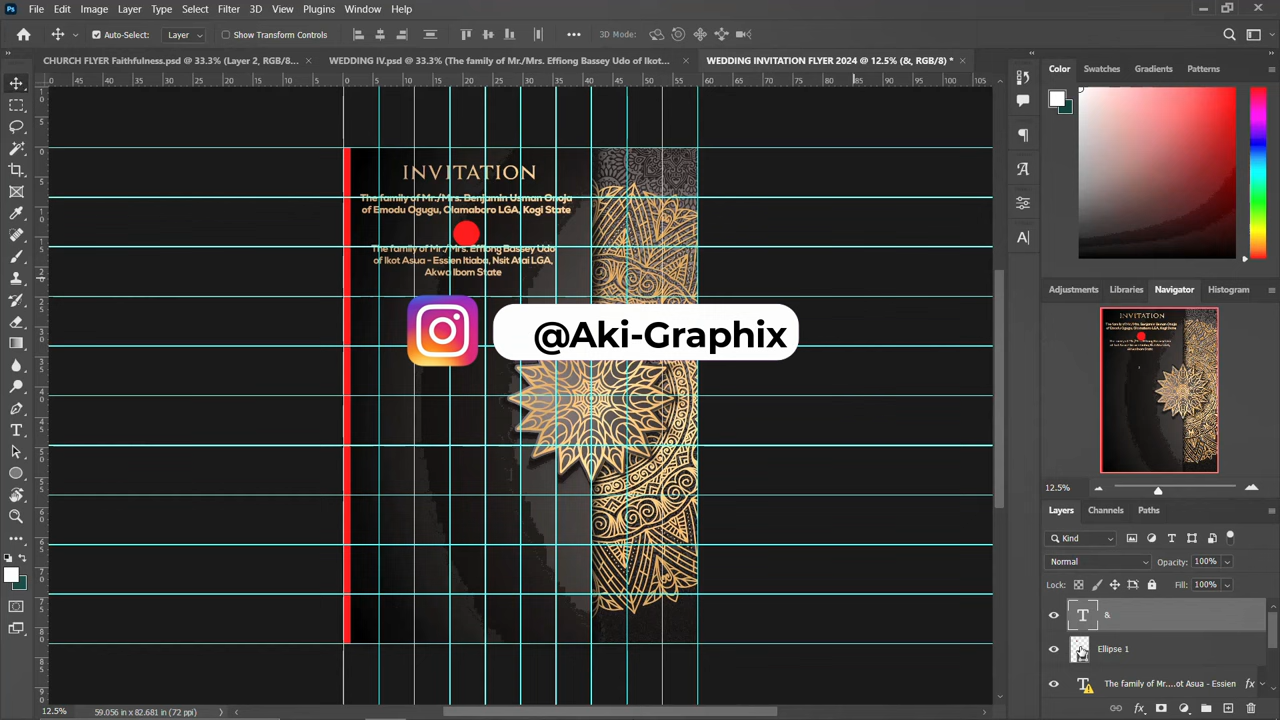 Ps File Edit Image Layer Type Select Filter 3D View Plugins Window Help
Auto-Select: Layer Show Transform Controls 3D Mode:
CHURCH FLYER Faithfulness.psd @ 33.3% (Layer 2, RGB/8... × WEDDING IV.psd @ 33.3% (The family of Mr./Mrs. Effiong Bassey Udo of Ikot... × WEDDING INVITATION FLYER 2024 @ 12.5% (&, RGB/8) * ×
Color Swatches Gradients Patterns
INVITATION
The family of Mr./Mrs. Benjamin Usman Onoja
of Emodu Ogugu, Olamaboro LGA, Kogi State
The family of Mr./Mrs. Effiong Bassey Udo
of Ikot Asua - Essien Itiaba, Nsit Atai LGA,
Akwa Ibom State
@Aki-Graphix
Adjustments Libraries Navigator Histogram
12.5%
Layers Channels Paths
Kind
Normal Opacity: 100%
Lock: Fill: 100%
T &
Ellipse 1
T The family of Mr....ot Asua - Essien fx
12.5% 59.056 in x 82.681 in (72 ppi)